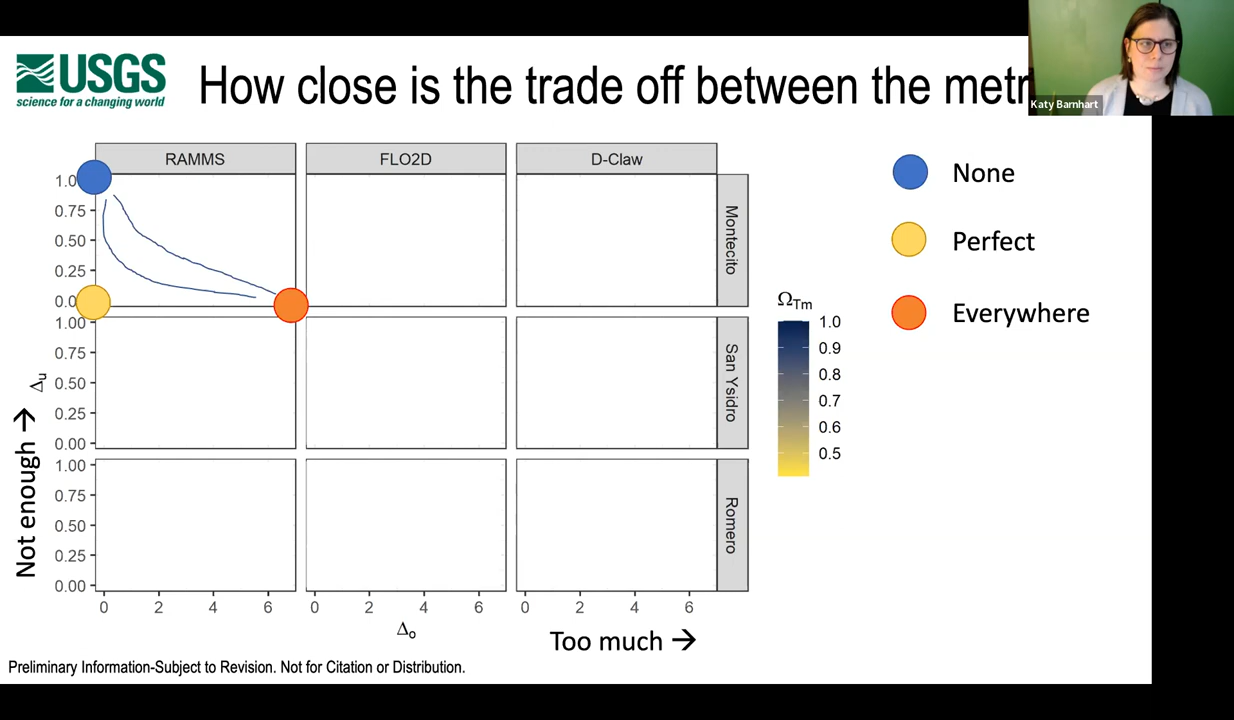 USGS
science for a changing world
How close is the trade off between the metr
Katy Barnhart
RAMMS
FLO2D
D-Claw
1.0
0.75
0.50
0.25
0.0
Montecito
1.00
0.75
0.50
0.25
0.00
San Ysidro
1.00
0.75
0.50
0.25
0.00
Romero
0 2 4 6
0 2 4 6
0 2 4 6
Δu
Not enough →
Δo
Too much →
ΩTm
1.0
0.9
0.8
0.7
0.6
0.5
None
Perfect
Everywhere
Preliminary Information-Subject to Revision. Not for Citation or Distribution.